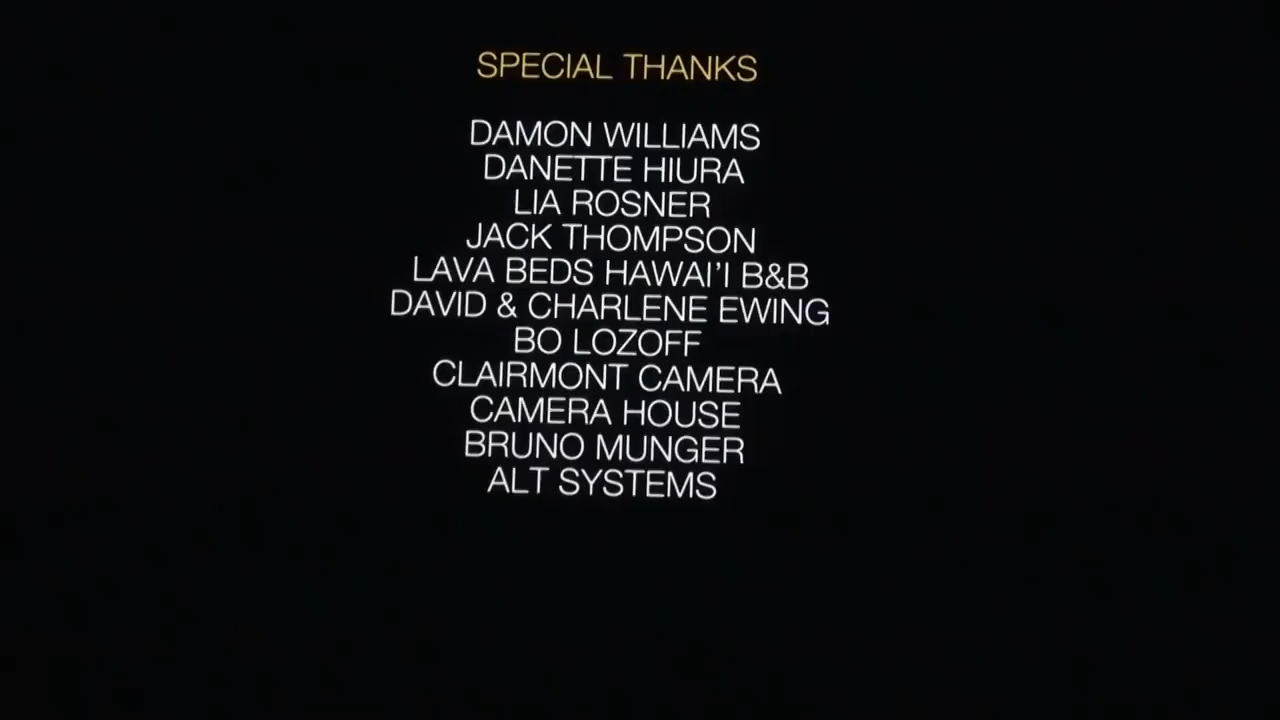 SPECIAL THANKS
DAMON WILLIAMS
DANETTE HIURA
LIA ROSNER
JACK THOMPSON
LAVA BEDS HAWAI'I B&B
DAVID & CHARLENE EWING
BO LOZOFF
CLAIRMONT CAMERA
CAMERA HOUSE
BRUNO MUNGER
ALT SYSTEMS